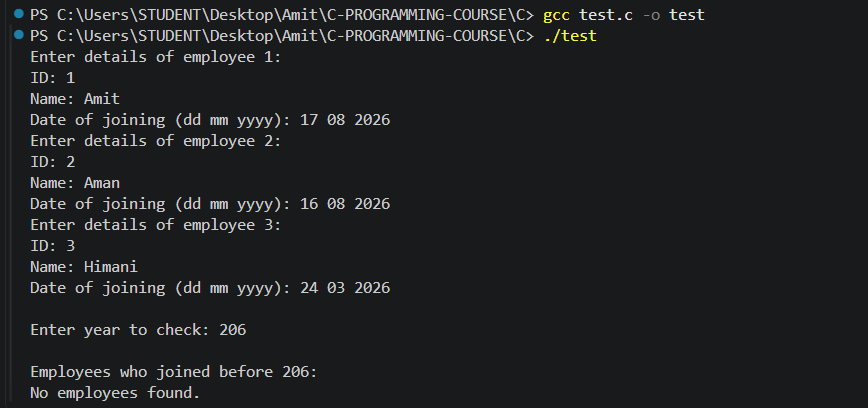 PS C:\Users\STUDENT\Desktop\Amit\C-PROGRAMMING-COURSE\C> gcc test.c -o test
PS C:\Users\STUDENT\Desktop\Amit\C-PROGRAMMING-COURSE\C> ./test
Enter details of employee 1:
ID: 1
Name: Amit
Date of joining (dd mm yyyy): 17 08 2026
Enter details of employee 2:
ID: 2
Name: Aman
Date of joining (dd mm yyyy): 16 08 2026
Enter details of employee 3:
ID: 3
Name: Himani
Date of joining (dd mm yyyy): 24 03 2026
Enter year to check: 206
Employees who joined before 206:
No employees found.